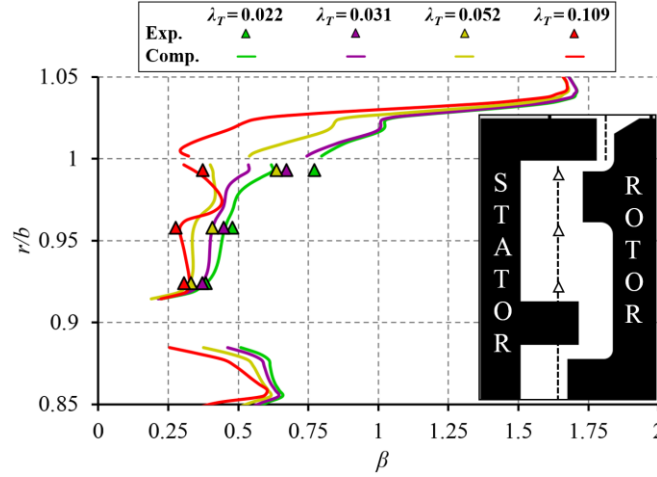 λT=0.022 λT=0.031 λT=0.052 λT=0.109
Exp.
Comp.
1.05
1
0.95
0.9
0.85
r/b
0 0.25 0.5 0.75 1 1.25 1.5 1.75 2
β
STATOR
ROTOR